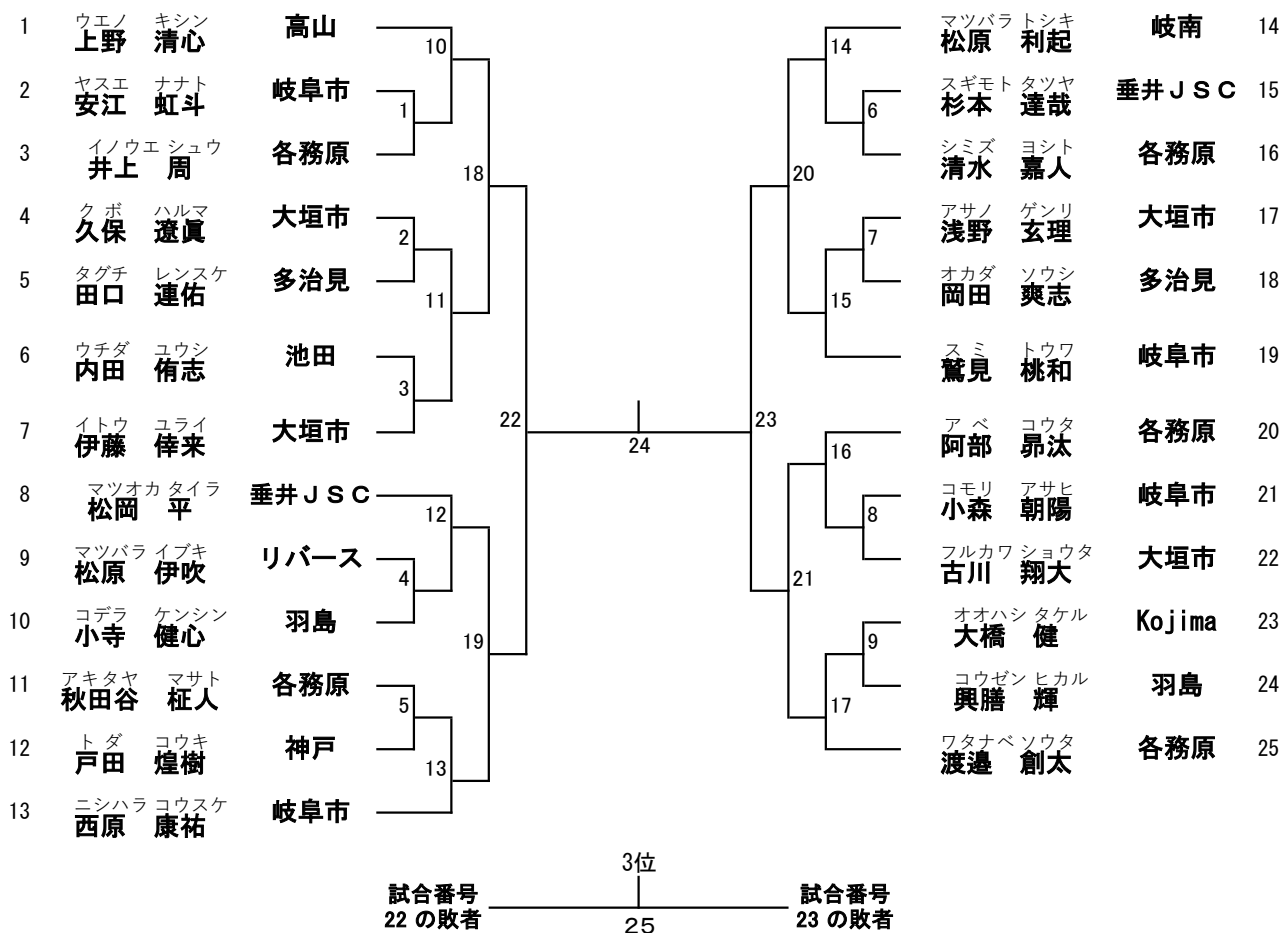 ウエノ キシン
1 上野 清心 高山
10
ヤスエ ナナト
2 安江 虹斗 岐阜市
1
イノウエ シュウ
3 井上 周 各務原
18
クボ ハルマ
4 久保 遼眞 大垣市
2
タグチ レンスケ
5 田口 連佑 多治見
11
ウチダ ユウシ
6 内田 侑志 池田
3
イトウ ユライ
7 伊藤 倖来 大垣市
22
マツオカ タイラ
8 松岡 平 垂井JSC
12
マツバラ イブキ
9 松原 伊吹 リバース
4
コデラ ケンシン
10 小寺 健心 羽島
19
アキタヤ マサト
11 秋田谷 柾人 各務原
5
トダ コウキ
12 戸田 煌樹 神戸
13
ニシハラ コウスケ
13 西原 康祐 岐阜市
24
マツバラ トシキ
松原 利起 岐南 14
14
スギモト タツヤ
杉本 達哉 垂井JSC 15
6
シミズ ヨシト
清水 嘉人 各務原 16
20
アサノ ゲンリ
浅野 玄理 大垣市 17
7
オカダ ソウシ
岡田 爽志 多治見 18
15
スミ トウワ
鷲見 桃和 岐阜市 19
23
アベ コウタ
阿部 昴汰 各務原 20
16
コモリ アサヒ
小森 朝陽 岐阜市 21
8
フルカワ ショウタ
古川 翔大 大垣市 22
21
オオハシ タケル
大橋 健 Kojima 23
9
コウゼン ヒカル
興膳 輝 羽島 24
17
ワタナベ ソウタ
渡邉 創太 各務原 25
3位
試合番号
22 の敗者
25
試合番号
23 の敗者